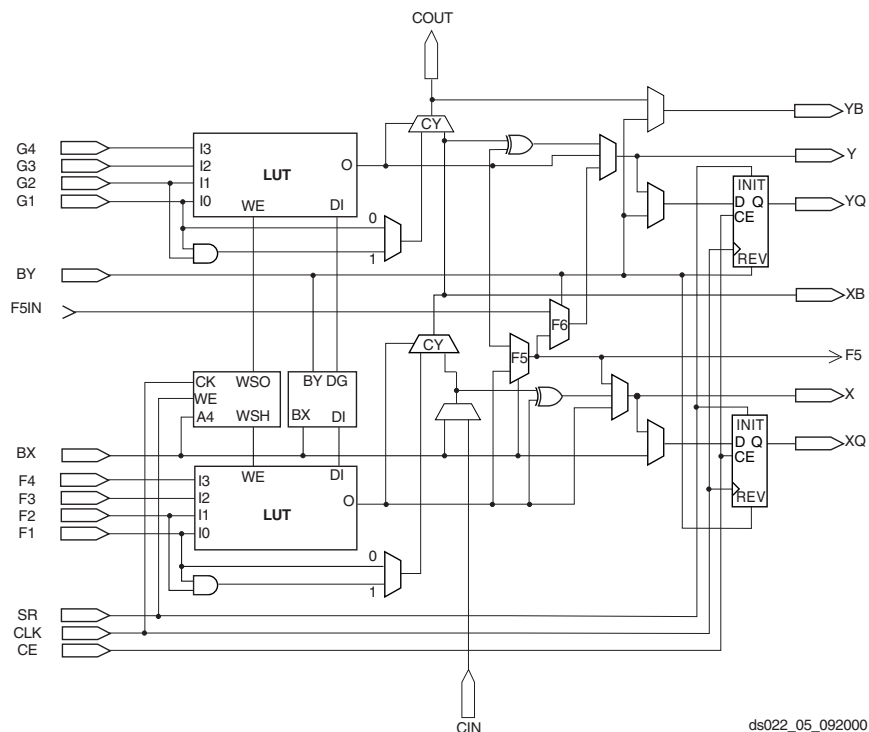 COUT
CY
YB
G4
G3
G2
G1
I3
I2
I1
I0
LUT
O
WE
DI
0
1
Y
INIT
D Q
CE
REV
YQ
BY
F5IN
XB
F6
CY
F5
F5
CK
WE
A4
WSO
WSH
BY DG
BX
DI
X
INIT
D Q
CE
REV
XQ
BX
F4
F3
F2
F1
I3
I2
I1
I0
WE
DI
LUT
O
0
1
SR
CLK
CE
CIN
ds022_05_092000